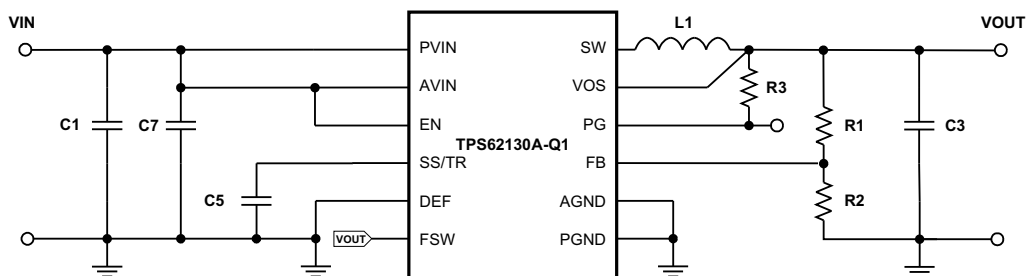 VIN
L1
VOUT
PVIN
SW
AVIN
VOS
R3
C1
C7
EN
PG
R1
C3
TPS62130A-Q1
SS/TR
FB
C5
DEF
AGND
R2
VOUT
FSW
PGND